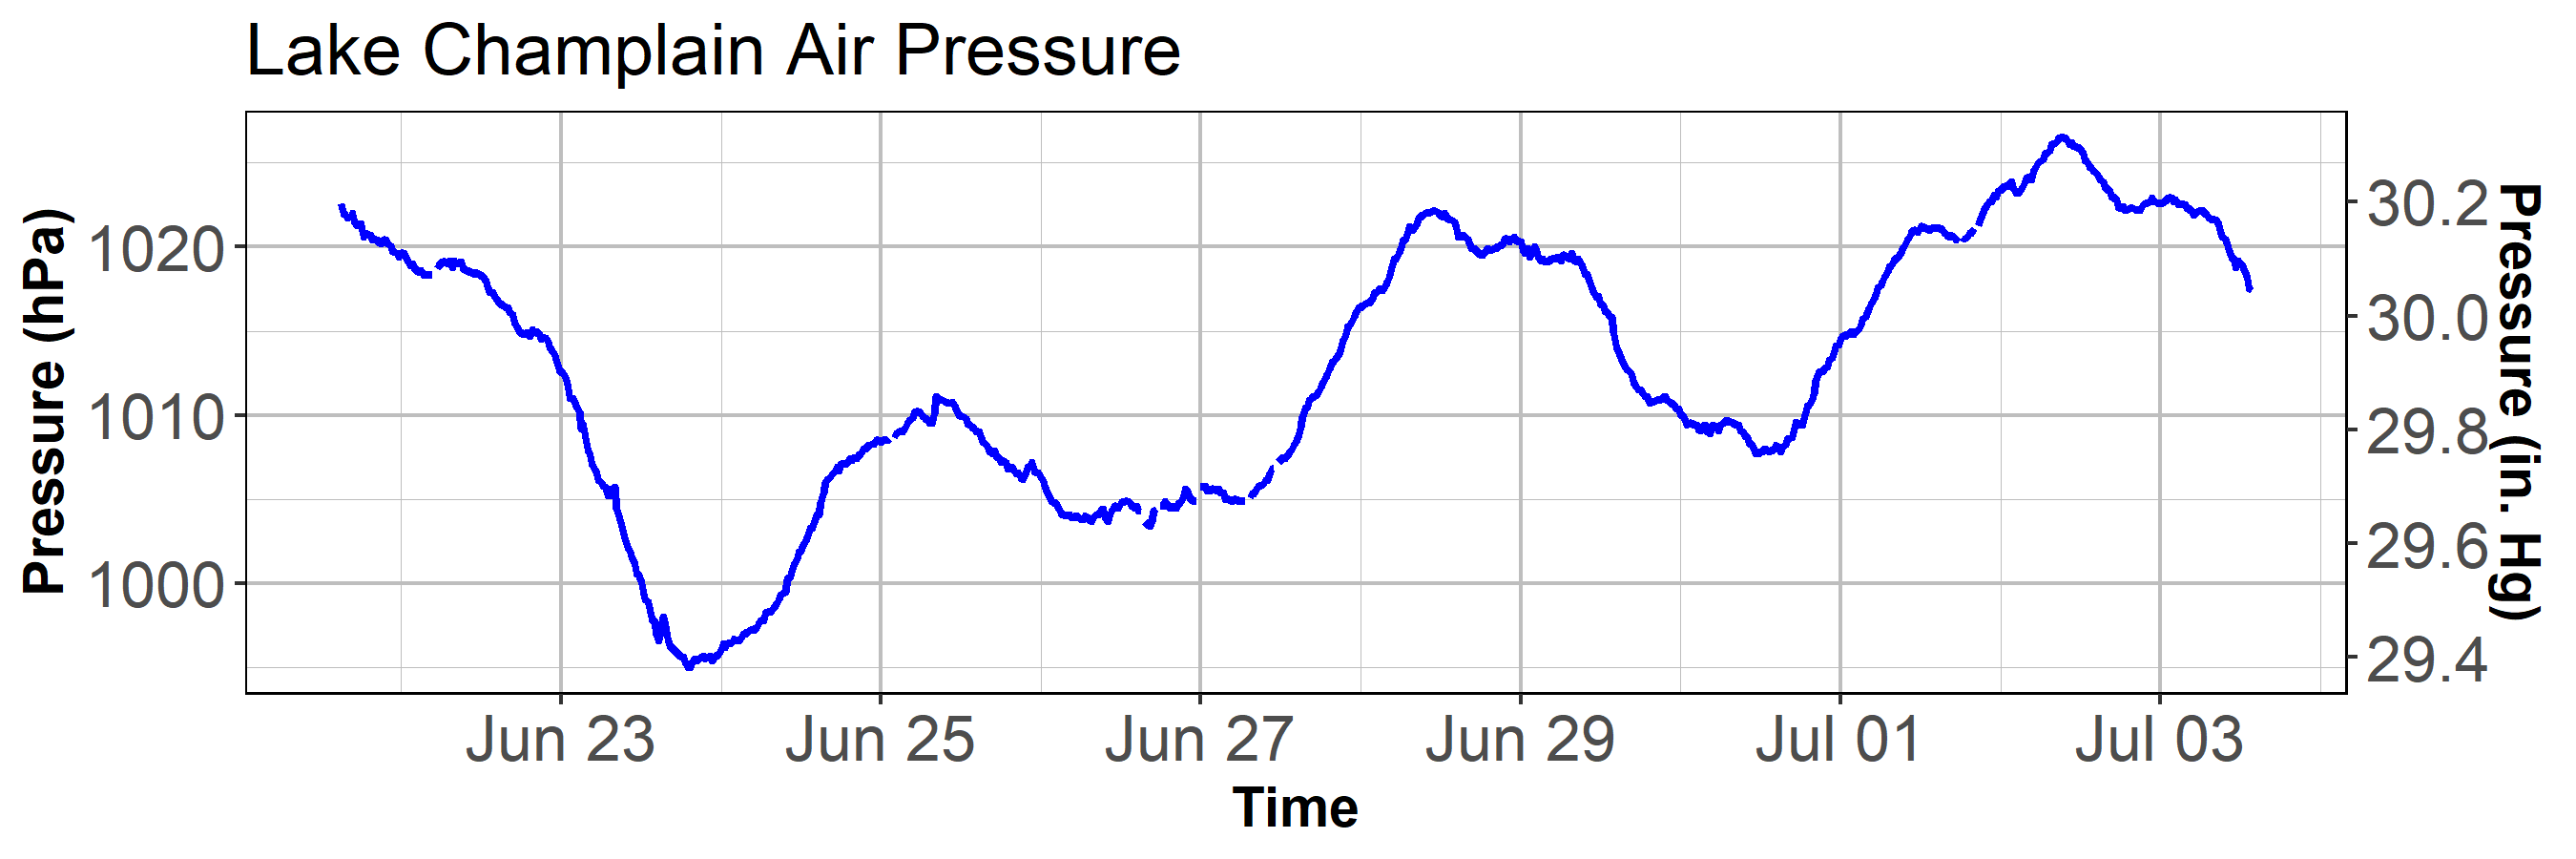 Lake Champlain Air Pressure
Pressure (hPa)
1020
1010
1000
30.2
30.0
29.8
29.6
29.4
Pressure (in. Hg)
Jun 23 Jun 25 Jun 27 Jun 29 Jul 01 Jul 03
Time